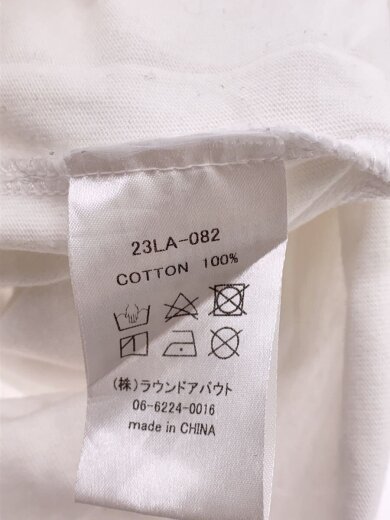 23LA-082
COTTON 100%
(株)ラウンドアバウト
06-6224-0016
made in CHINA